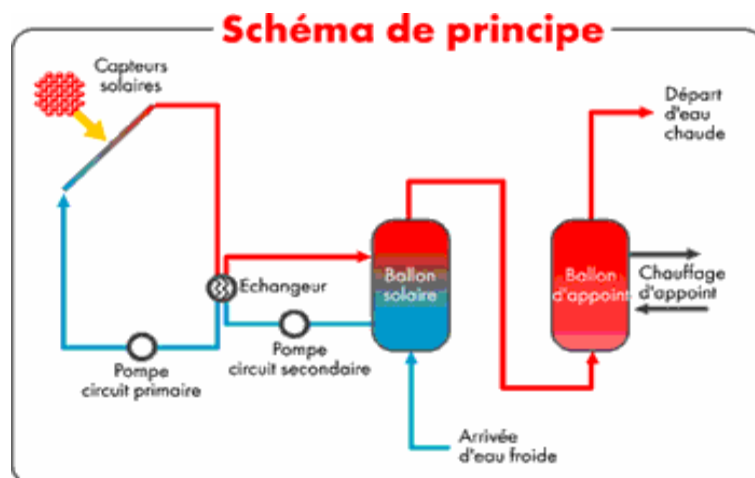 Schéma de principe
Capteurs
solaires
Départ
d'eau
chaude
Echangeur
Ballon
solaire
Ballon
d'appoint
Chauffage
d'appoint
Pompe
circuit primaire
Pompe
circuit secondaire
Arrivée
d'eau froide